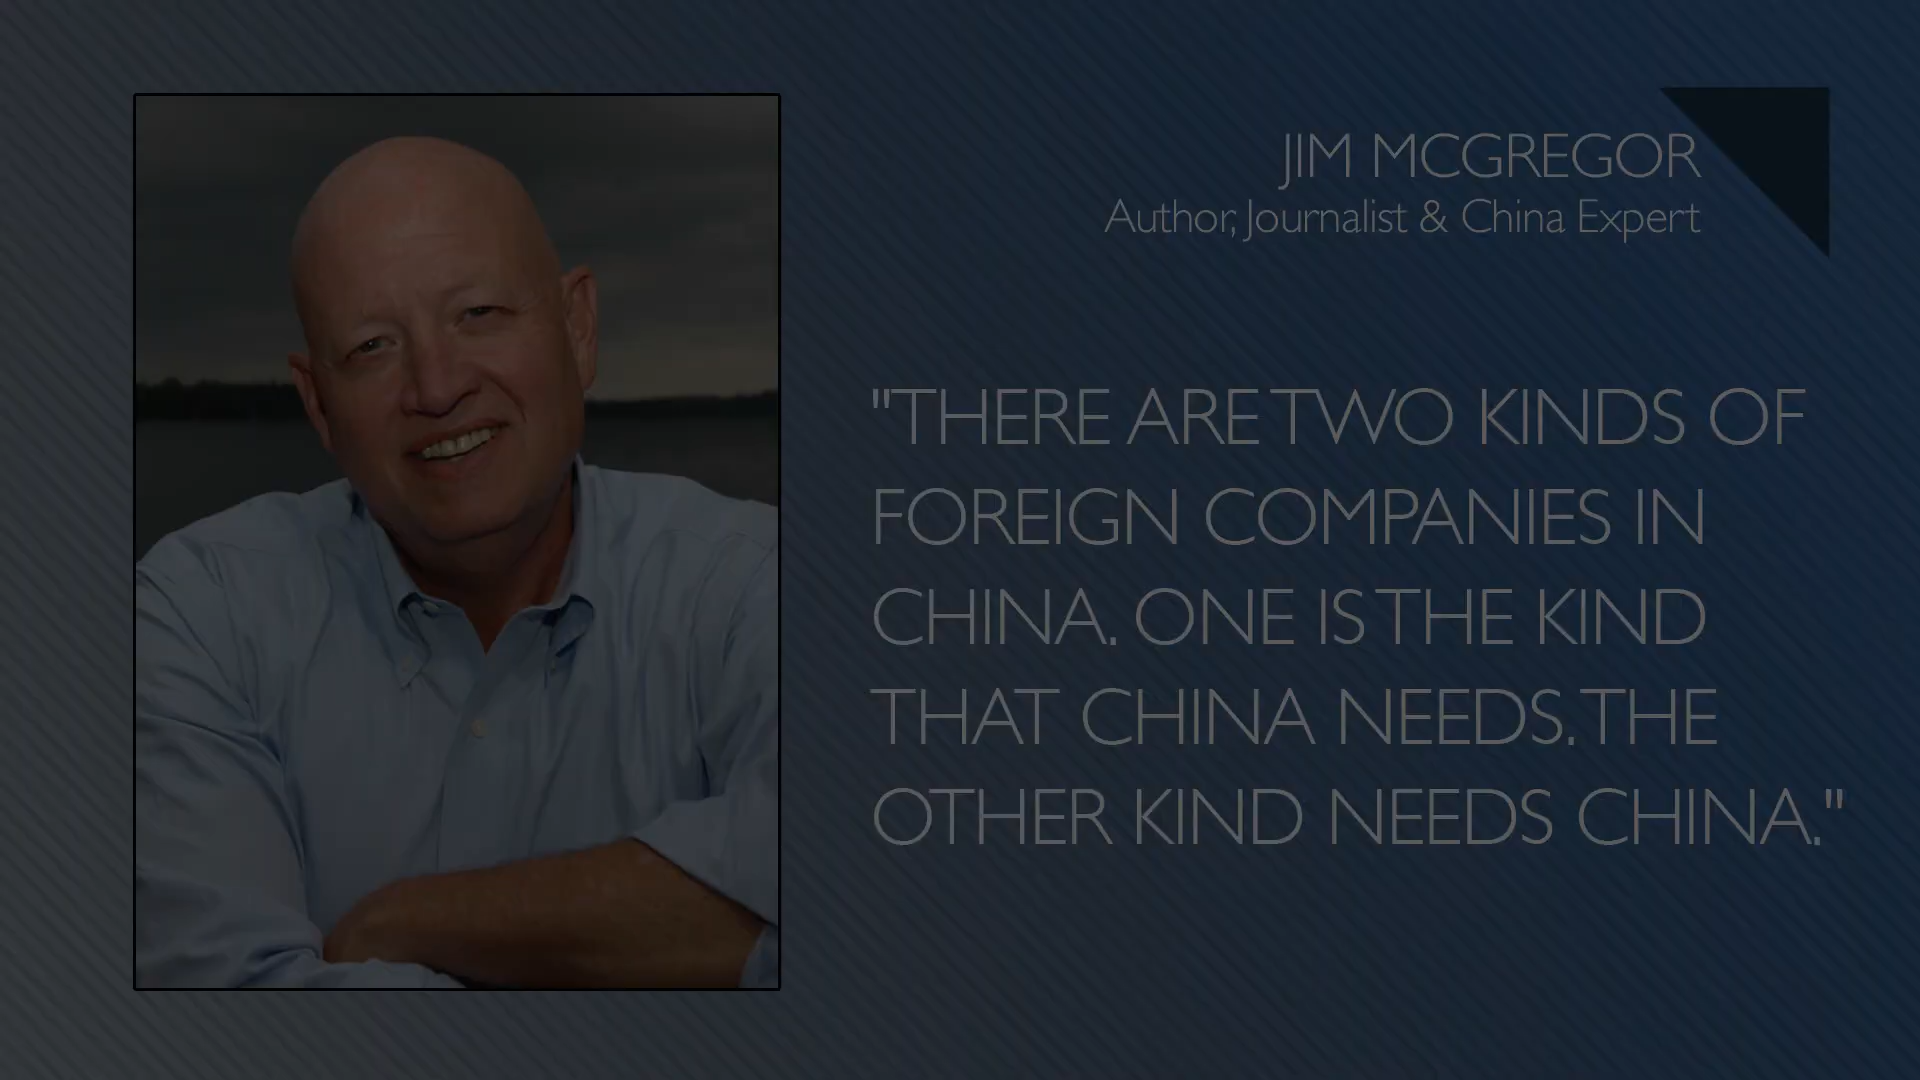 JIM MCGREGOR
Author, Journalist & China Expert
"THERE ARE TWO KINDS OF
FOREIGN COMPANIES IN
CHINA. ONE IS THE KIND
THAT CHINA NEEDS. THE
OTHER KIND NEEDS CHINA."